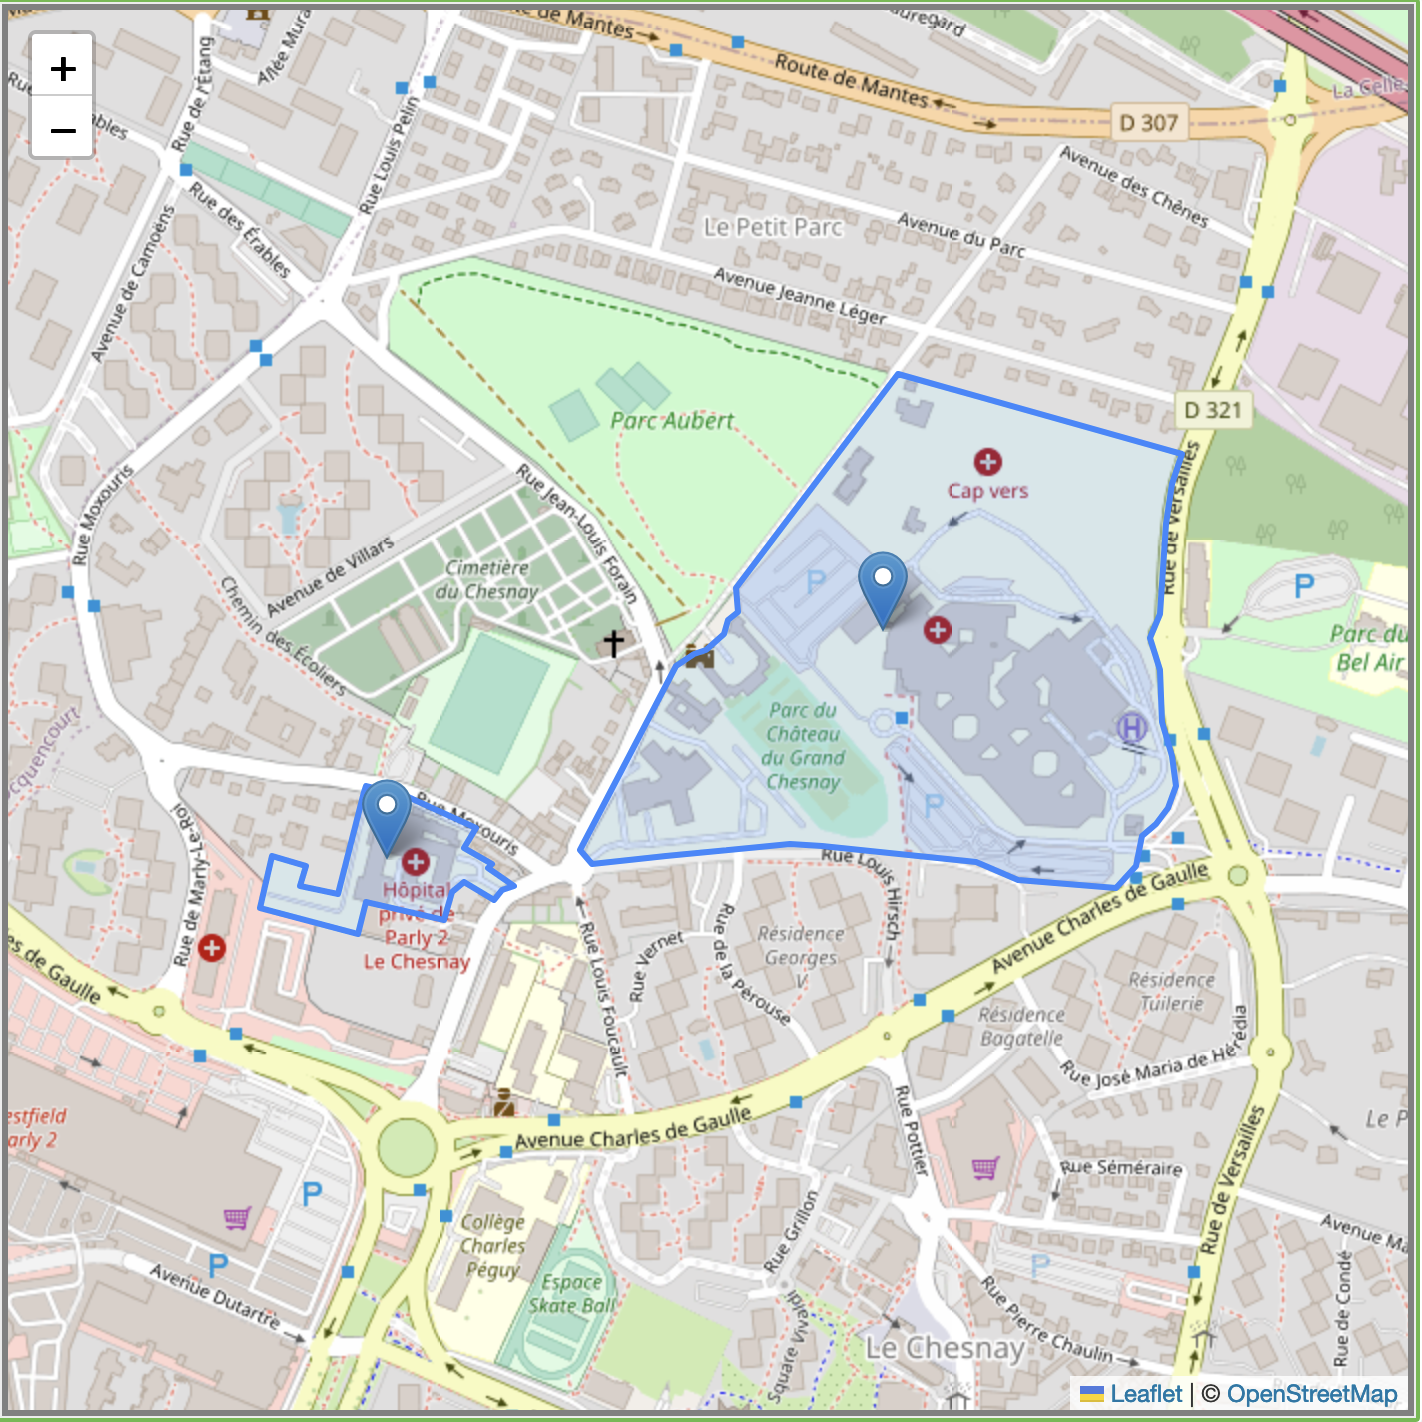 +
−
Route de Mantes
D 307
La Celle
Rue de l'Étang
Allée Mura
Rue Louis Pelin
Rue des Érables
Avenue de Camoëns
Avenue des Chênes
Le Petit Parc
Avenue du Parc
Avenue Jeanne Léger
D 321
Parc Aubert
Rue de Versailles
Cap vers
Rue Moxouris
Rue Jean-Louis Forain
Avenue de Villars
Cimetière
du Chesnay
Chemin des Écoliers
P
P
Parc du
Bel Air
H
Parc du
Château
du Grand
Chesnay
P
Rue Moxouris
Rue de Marly-Le-Roi
Hôpital
privé de
Parly 2
Le Chesnay
Rue Louis Hirsch
es de Gaulle
Avenue Charles de Gaulle
Rue Vernet
Rue de la Pérouse
Résidence
Georges
V
Résidence
Tuilerie
Résidence
Bagatelle
Rue Louis Foucault
Rue José Maria de Hérédia
estfield
arly 2
Avenue Charles de Gaulle
Rue Pottier
Le P
Rue Séméraire
Rue de Versailles
P
P
P
Collège
Charles
Péguy
Espace
Skate Ball
Rue Grillon
Avenue Ma
Rue de Condé
Avenue Dutartre
Rue Pierre Chaulin
Square Vivaldi
Le Chesnay
Leaflet | © OpenStreetMap